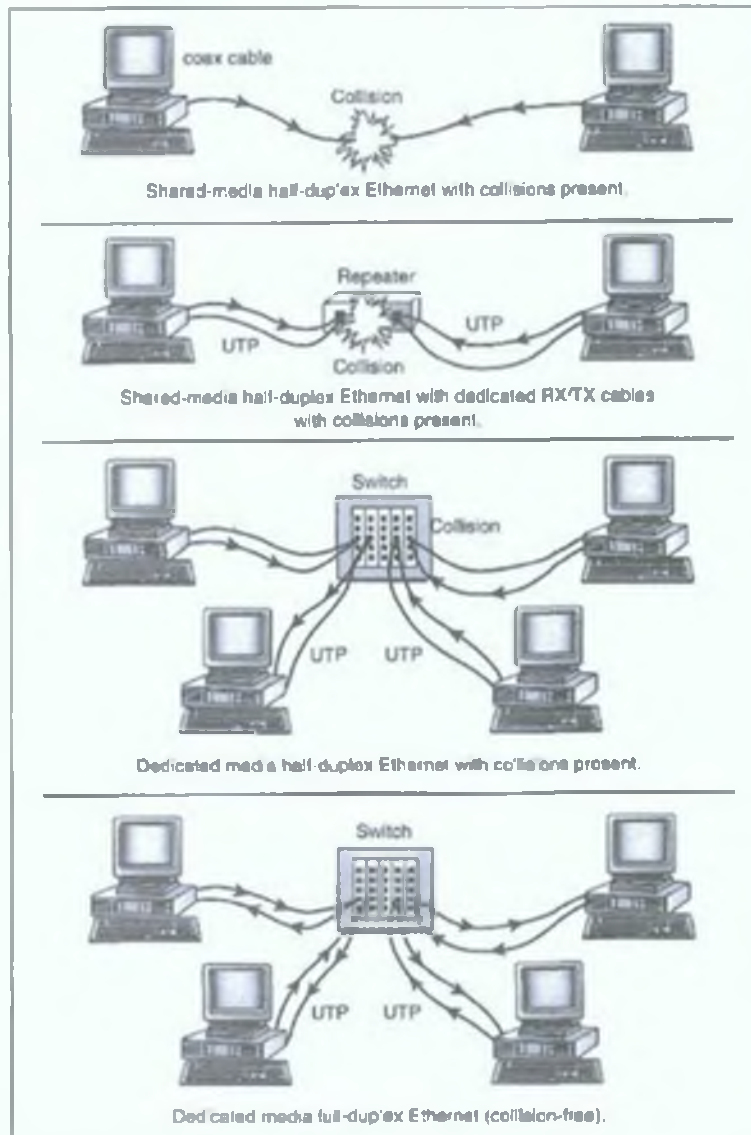 coax cable
Collision
Shared-media half-duplex Ethernet with collisions present.
Repeater
UTP
UTP
Collision
Shared-media half-duplex Ethernet with dedicated RX/TX cables
with collisions present.
Switch
Collision
UTP
UTP
Dedicated media half-duplex Ethernet with collisions present.
Switch
UTP
UTP
Dedicated media full-duplex Ethernet (collision-free).